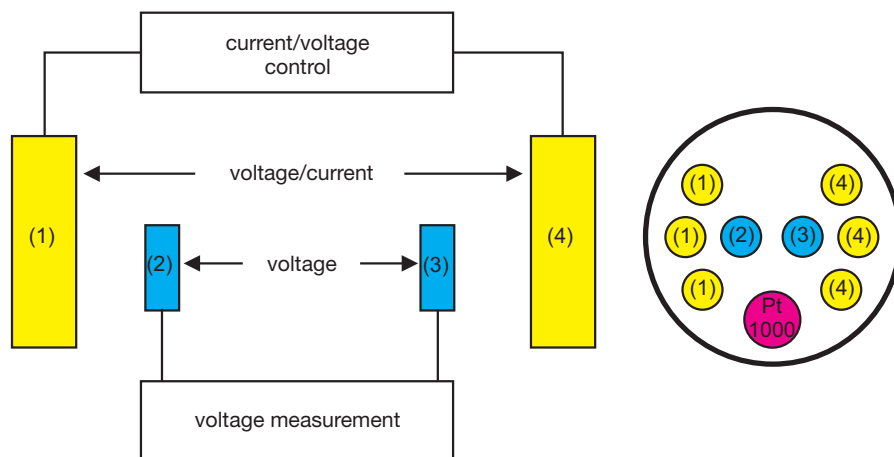 current/voltage
control
voltage/current
(1)
(4)
(2)
voltage
(3)
voltage measurement
(1)
(4)
(1)
(2)
(3)
(4)
(1)
(4)
Pt
1000